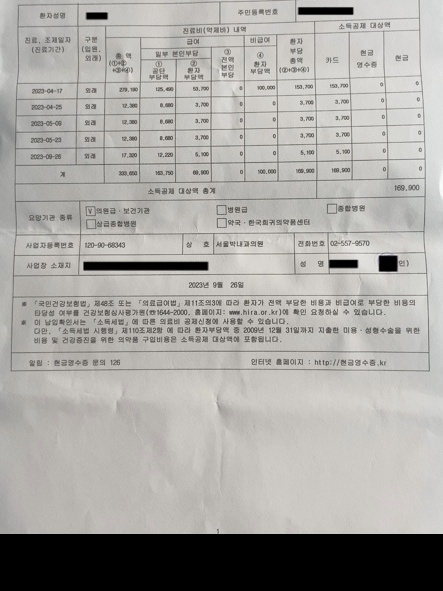 환자성명 주민등록번호
진료, 조제일자 (진료기간) 구분 (입원, 외래) 진료비(약제비) 내역 소득공제 대상액
총 액 (①+②+③+④) 급여 비급여 환자 부담 총액 (②+③+④) 카드 현금 영수증 현금
일부 본인부담 ③ 전액 본인 부담 ④ 환자 부담액
① 공단 부담액 ② 환자 부담액
2023-04-17 외래 279,190 125,490 53,700 0 100,000 153,700 153,700 0 0
2023-04-25 외래 12,380 8,680 3,700 0 0 3,700 3,700 0 0
2023-05-09 외래 12,380 8,680 3,700 0 0 3,700 3,700 0 0
2023-05-23 외래 12,380 8,680 3,700 0 0 3,700 3,700 0 0
2023-08-26 외래 17,320 12,220 5,100 0 0 5,100 5,100 0 0
계 333,650 163,750 69,900 0 100,000 169,900 169,900 0 0
소득공제 대상액 총계 169,900
요양기관 종류 [V]의원급·보건기관 병원급 종합병원
상급종합병원 약국·한국희귀의약품센터
사업자등록번호 120-90-68343 상 호 서울박내과의원 전화번호 02-557-9570
사업장 소재지 성 명 인)
2023년 9월 26일
※ 「국민건강보험법」제48조 또는 「의료급여법」제11조의3에 따라 환자가 전액 부담한 비용과 비급여로 부담한 비용의
타당성 여부를 건강보험심사평가원(☎1644-2000, 홈페이지: www.hira.or.kr)에 확인 요청하실 수 있습니다.
※ 이 납입확인서는 「소득세법」에 따른 의료비 공제신청에 사용할 수 있습니다.
다만, 「소득세법 시행령」제110조제2항 에 따라 환자부담액 중 2009년 12월 31일까지 지출한 미용·성형수술을 위한
비용 및 건강증진을 위한 의약품 구입비용은 소득공제 대상액에 포함됩니다.
알림 : 현금영수증 문의 126 인터넷 홈페이지 : http://현금영수증.kr
1